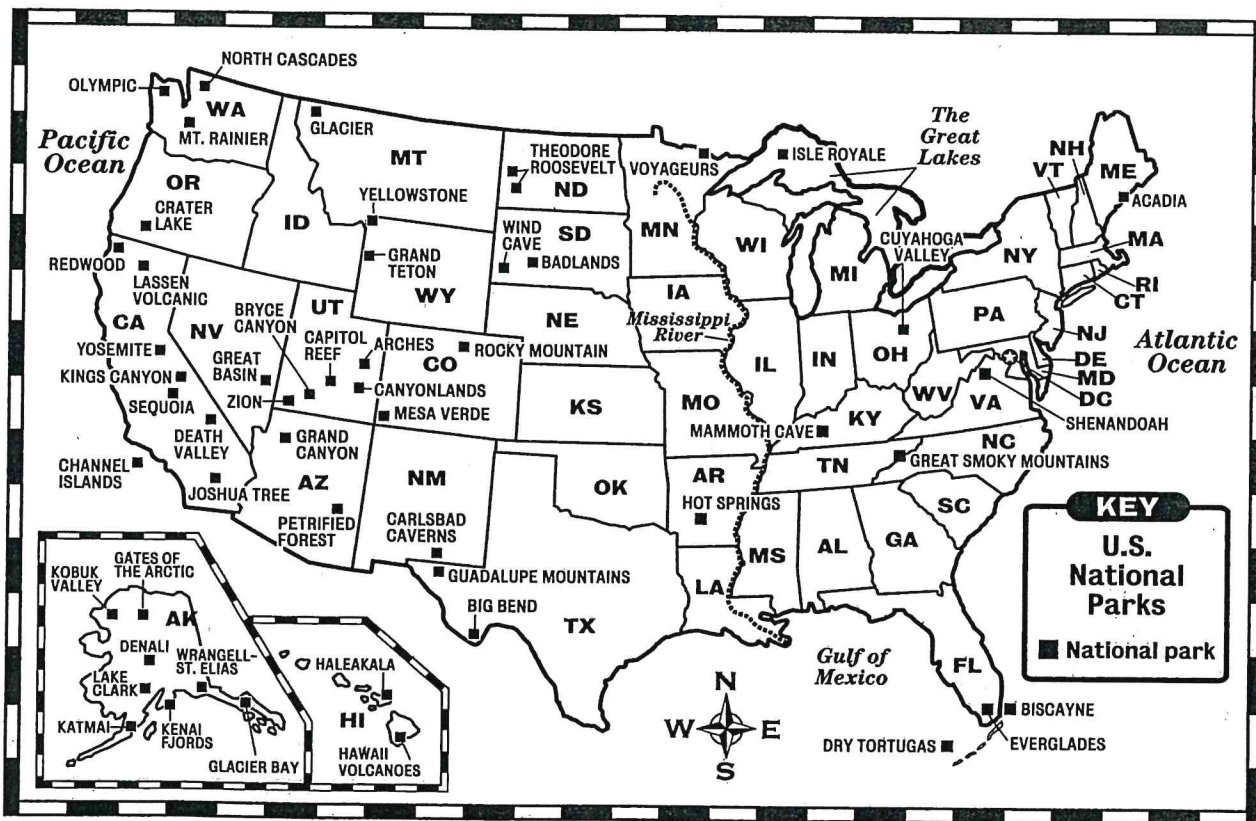 NORTH CASCADES
OLYMPIC
WA
MT. RAINIER
Pacific
Ocean
GLACIER
MT
OR
CRATER
LAKE
ID
YELLOWSTONE
THEODORE
ROOSEVELT
ND
VOYAGEURS
ISLE ROYALE
The
Great
Lakes
NH
VT
ME
ACADIA
REDWOOD
LASSEN
VOLCANIC
GRAND
TETON
WY
WIND
CAVE
SD
BADLANDS
MN
WI
MI
CUYAHOGA
VALLEY
NY
MA
RI
CT
CA
NV
BRYCE
CANYON
UT
CAPITOL
REEF
ARCHES
CO
ROCKY MOUNTAIN
NE
IA
Mississippi
River
IL
IN
OH
PA
NJ
Atlantic
Ocean
DE
MD
DC
YOSEMITE
KINGS CANYON
SEQUOIA
GREAT
BASIN
ZION
CANYONLANDS
MESA VERDE
KS
MO
KY
MAMMOTH CAVE
WV
VA
SHENANDOAH
DEATH
VALLEY
GRAND
CANYON
CHANNEL
ISLANDS
JOSHUA TREE
AZ
PETRIFIED
FOREST
NM
CARLSBAD
CAVERNS
GUADALUPE MOUNTAINS
BIG BEND
OK
TX
AR
HOT SPRINGS
LA
TN
NC
GREAT SMOKY MOUNTAINS
SC
MS
AL
GA
FL
Gulf of
Mexico
BISCAYNE
EVERGLADES
DRY TORTUGAS
N
W
E
S
KEY
U.S.
National
Parks
National park
GATES OF
THE ARCTIC
KOBUK
VALLEY
AK
DENALI
WRANGELL-
ST. ELIAS
LAKE
CLARK
KATMAI
KENAI
FJORDS
GLACIER BAY
HALEAKALA
HI
HAWAII
VOLCANOES